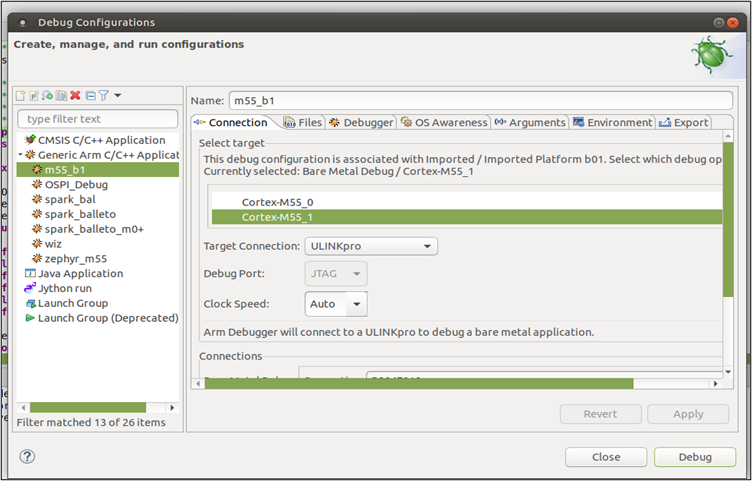 Debug Configurations
Create, manage, and run configurations
type filter text
CMSIS C/C++ Application
Generic Arm C/C++ Applicat
m55_b1
OSPI_Debug
spark_bal
spark_balleto
spark_balleto_m0+
wiz
zephyr_m55
Java Application
Jython run
Launch Group
Launch Group (Deprecated)
Filter matched 13 of 26 items
Name: m55_b1
Connection Files Debugger OS Awareness Arguments Environment Export
Select target
This debug configuration is associated with Imported / Imported Platform b01. Select which debug op
Currently selected: Bare Metal Debug / Cortex-M55_1
Cortex-M55_0
Cortex-M55_1
Target Connection: ULINKpro
Debug Port: JTAG
Clock Speed: Auto
Arm Debugger will connect to a ULINKpro to debug a bare metal application.
Connections
Revert Apply
Close Debug